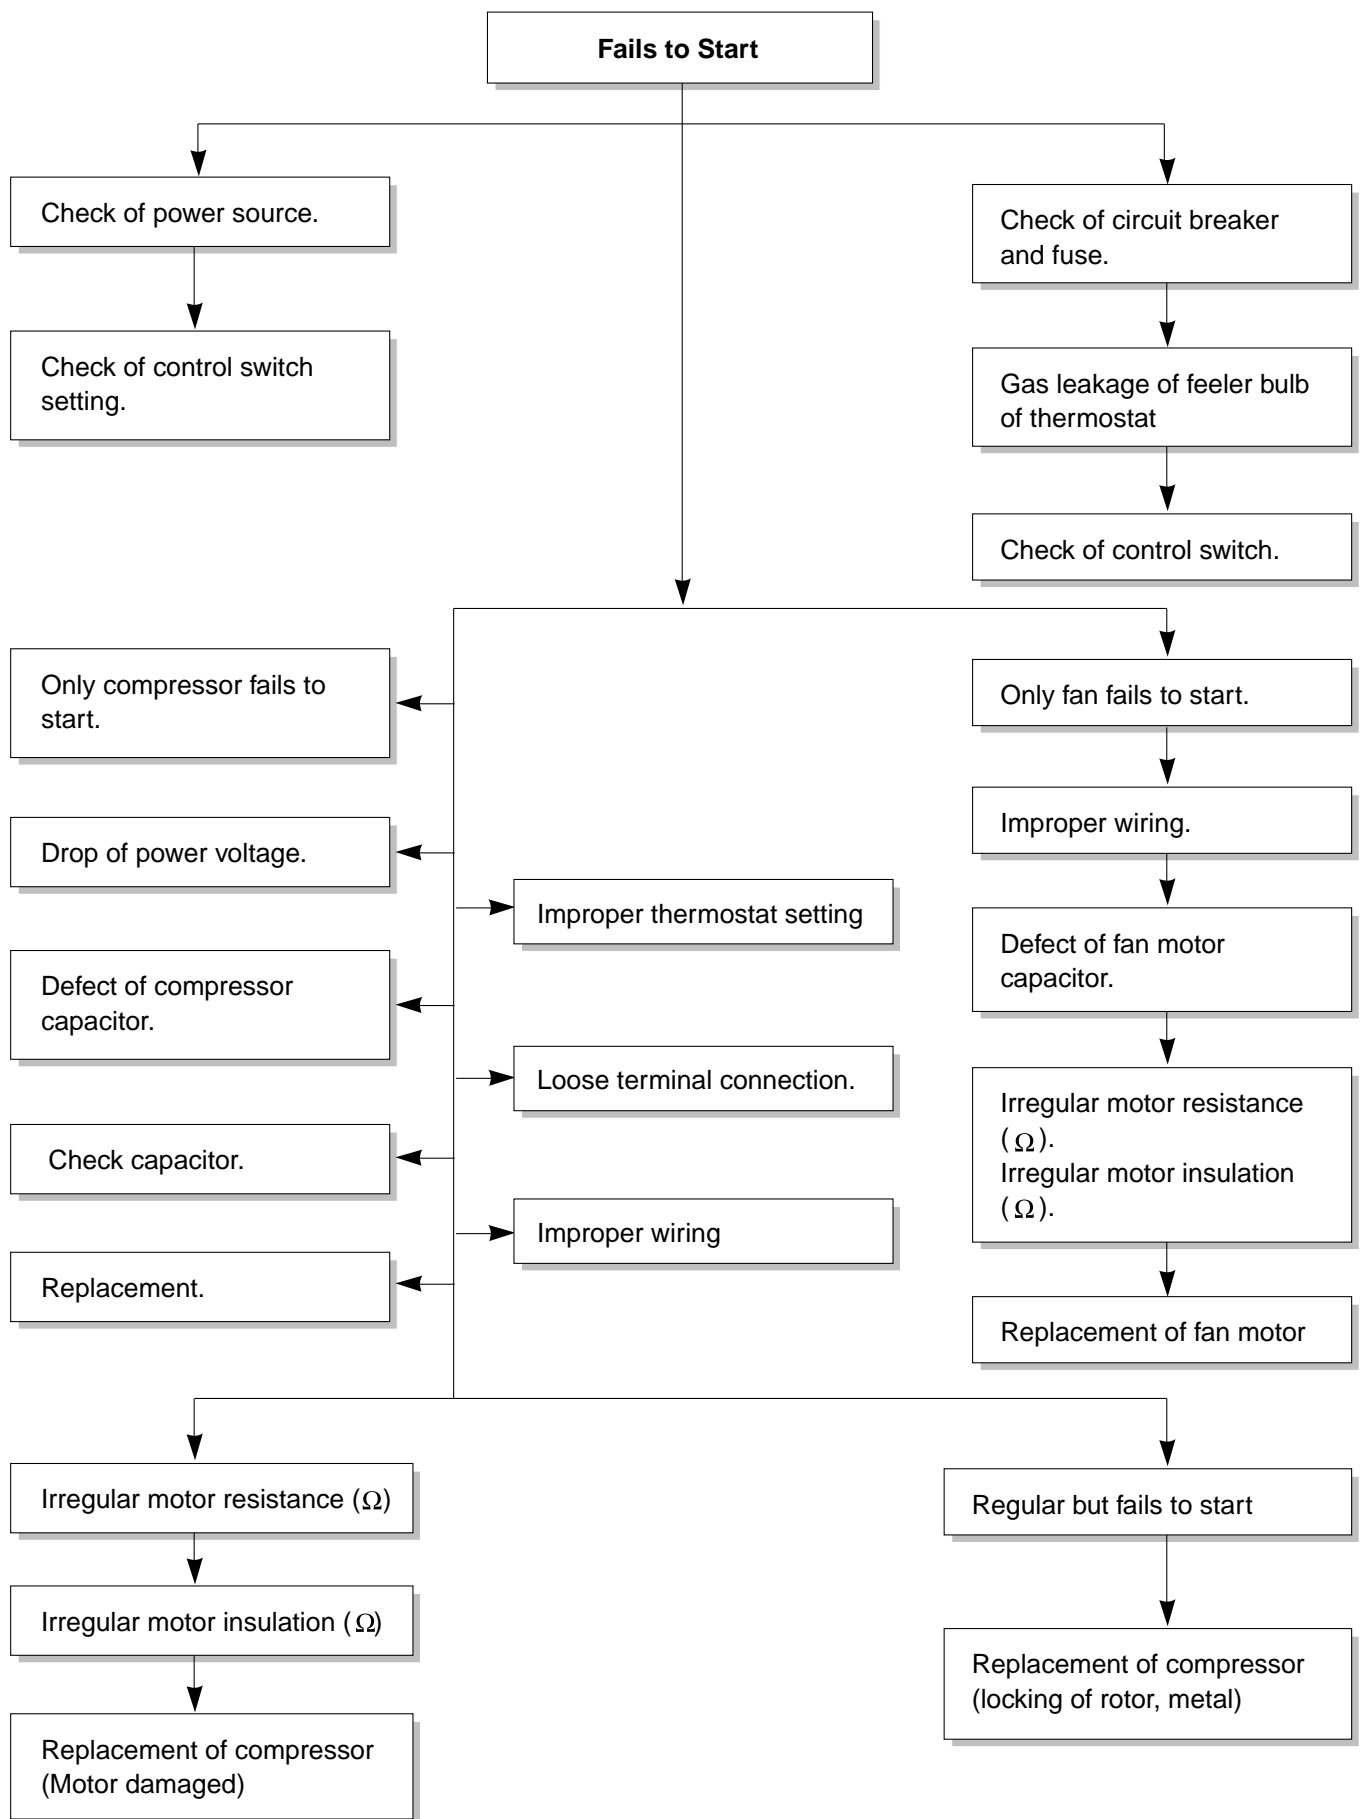 Fails to Start
Check of power source.
Check of control switch
setting.
Check of circuit breaker
and fuse.
Gas leakage of feeler bulb
of thermostat
Check of control switch.
Only compressor fails to
start.
Drop of power voltage.
Defect of compressor
capacitor.
Check capacitor.
Replacement.
Improper thermostat setting
Loose terminal connection.
Improper wiring
Only fan fails to start.
Improper wiring.
Defect of fan motor
capacitor.
Irregular motor resistance
(Ω).
Irregular motor insulation
(Ω).
Replacement of fan motor
Irregular motor resistance (Ω)
Irregular motor insulation (Ω)
Replacement of compressor
(Motor damaged)
Regular but fails to start
Replacement of compressor
(locking of rotor, metal)